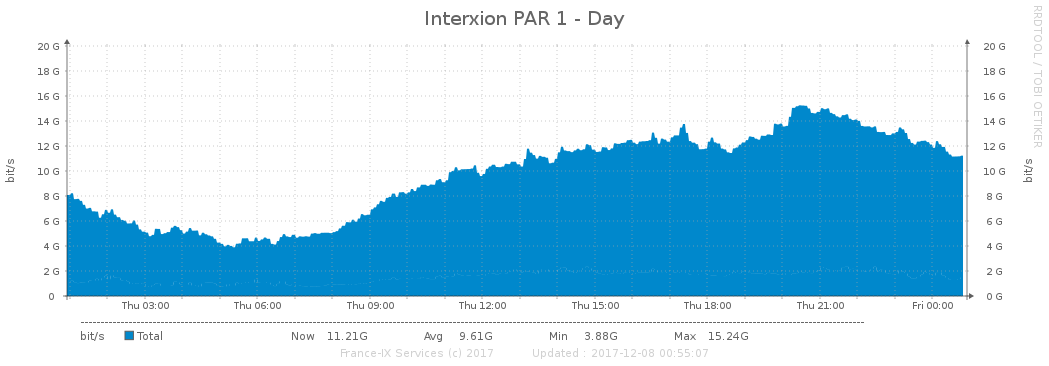 Interxion PAR 1 - Day
RRDTOOL / TOBI OETIKER
20 G 20 G
18 G 18 G
16 G 16 G
14 G 14 G
12 G 12 G
10 G 10 G
8 G 8 G
6 G 6 G
4 G 4 G
2 G 2 G
0 0 G
bit/s
bit/s
Thu 03:00 Thu 06:00 Thu 09:00 Thu 12:00 Thu 15:00 Thu 18:00 Thu 21:00 Fri 00:00
bit/s Total Now 11.21G Avg 9.61G Min 3.88G Max 15.24G
France-IX Services (c) 2017 Updated : 2017-12-08 00:55:07